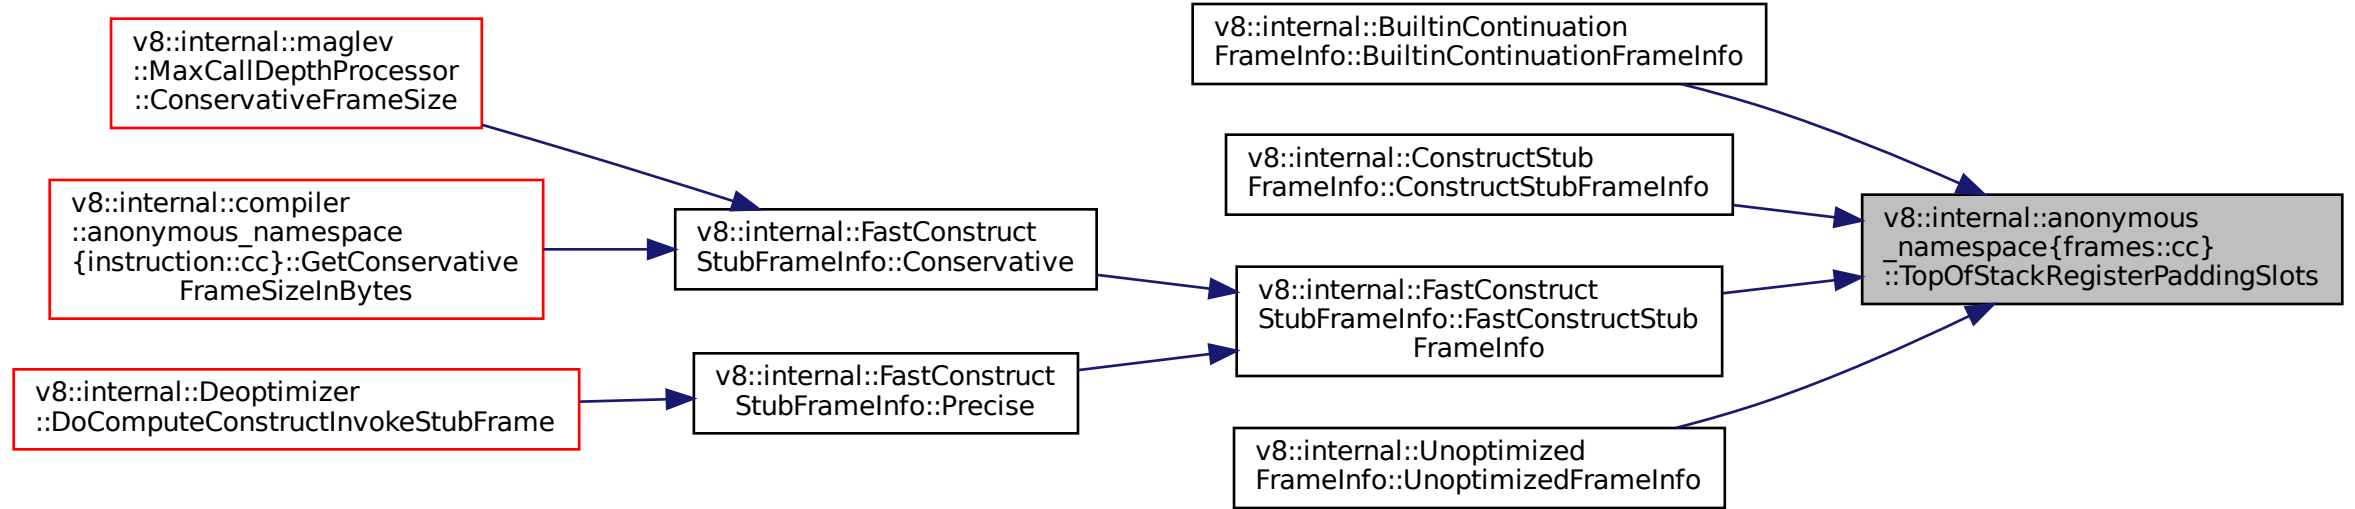 v8::internal::maglev
::MaxCallDepthProcessor
::ConservativeFrameSize
v8::internal::compiler
::anonymous_namespace
{instruction::cc}::GetConservative
FrameSizeInBytes
v8::internal::Deoptimizer
::DoComputeConstructInvokeStubFrame
v8::internal::FastConstruct
StubFrameInfo::Conservative
v8::internal::FastConstruct
StubFrameInfo::Precise
v8::internal::BuiltinContinuation
FrameInfo::BuiltinContinuationFrameInfo
v8::internal::ConstructStub
FrameInfo::ConstructStubFrameInfo
v8::internal::FastConstruct
StubFrameInfo::FastConstructStub
FrameInfo
v8::internal::Unoptimized
FrameInfo::UnoptimizedFrameInfo
v8::internal::anonymous
_namespace{frames::cc}
::TopOfStackRegisterPaddingSlots